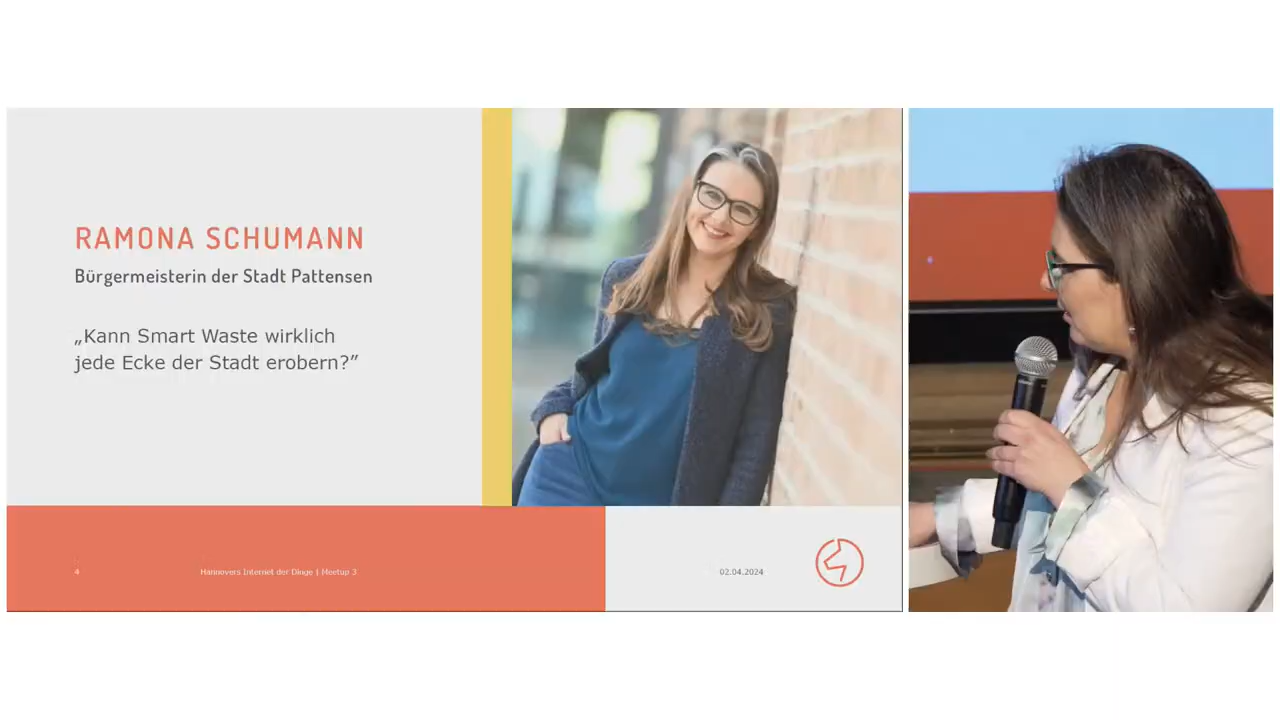 RAMONA SCHUMANN
Bürgermeisterin der Stadt Pattensen
„Kann Smart Waste wirklich
jede Ecke der Stadt erobern?”
4
Hannovers Internet der Dinge | Meetup 3
02.04.2024